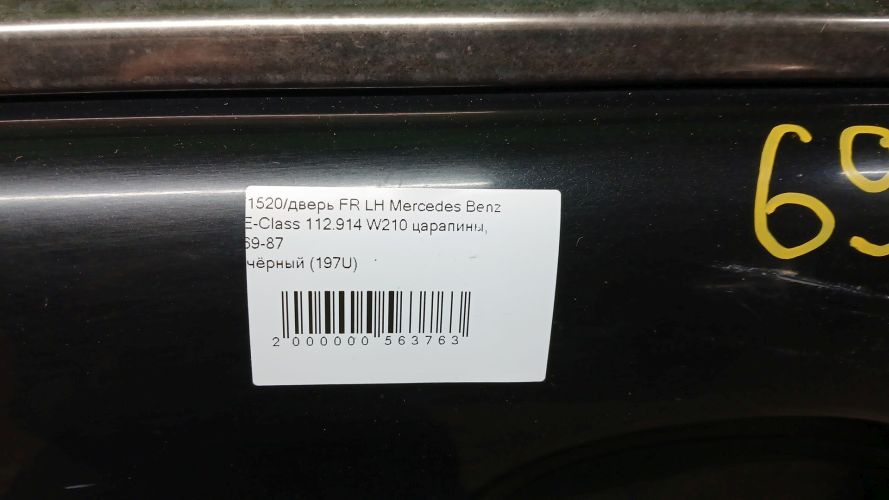 1520/дверь FR LH Mercedes Benz
E-Class 112.914 W210 царапины,
69-87
чёрный (197U)
2 000000 563763
69